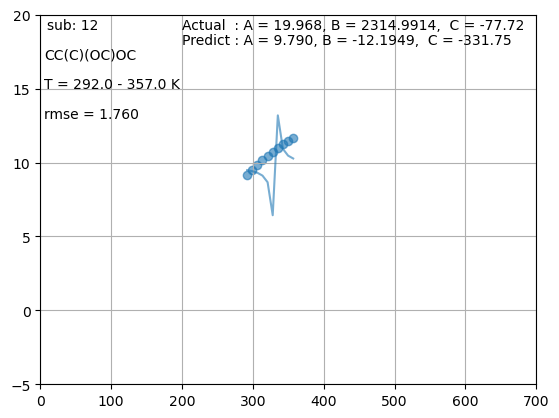 sub: 12
Actual : A = 19.968, B = 2314.9914, C = -77.72
Predict : A = 9.790, B = -12.1949, C = -331.75
CC(C)(OC)OC
T = 292.0 - 357.0 K
rmse = 1.760
20
15
10
5
0
−5
0 100 200 300 400 500 600 700